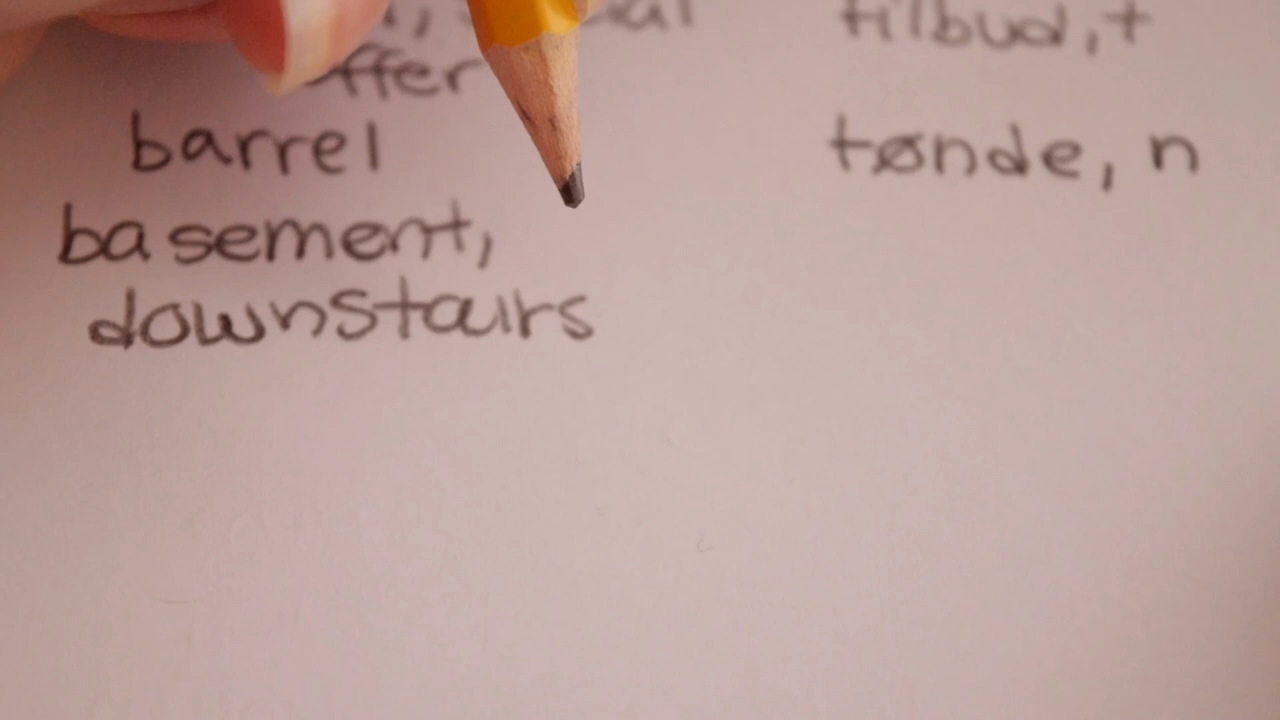 tilbud, t
offer
barrel tønde, n
basement,
downstairs